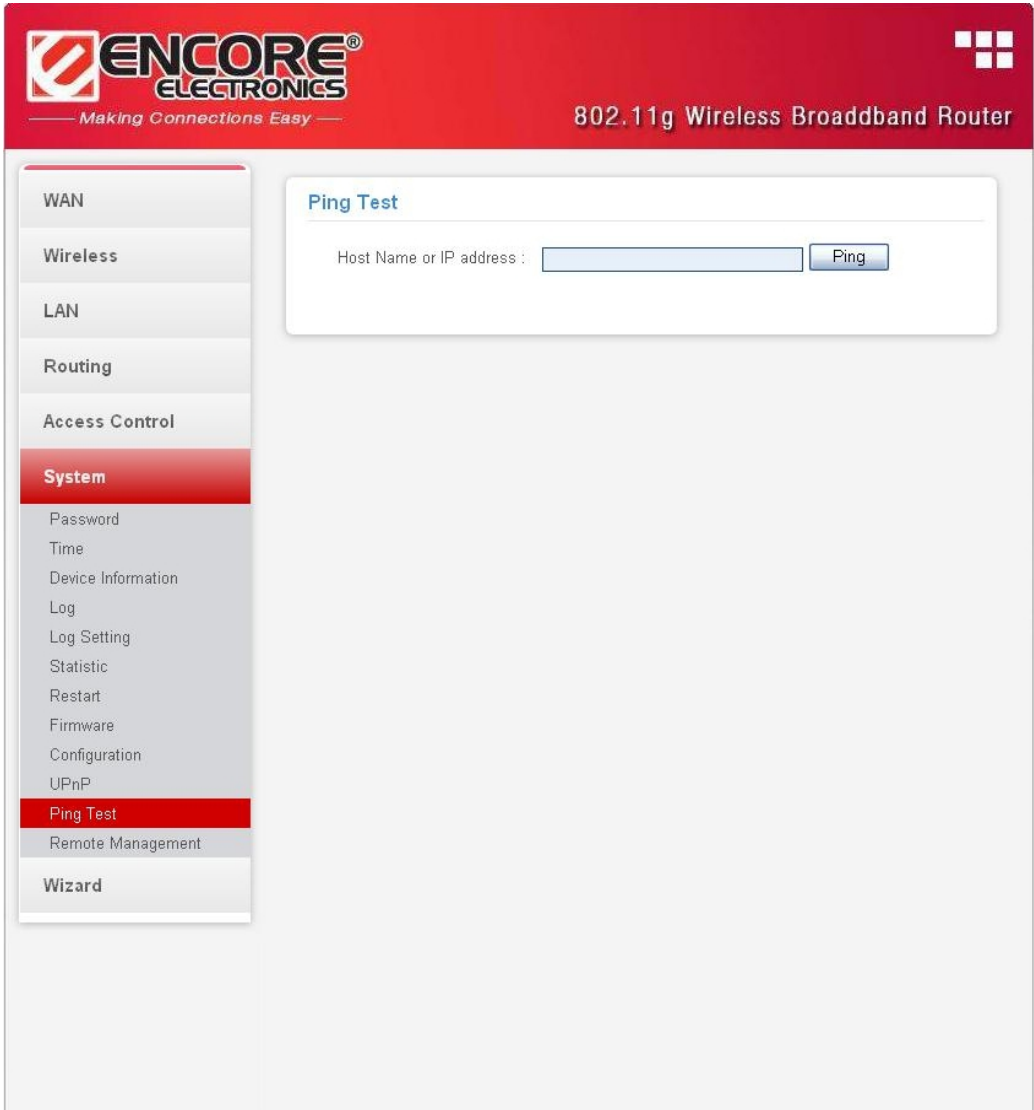 ENCORE®
ELECTRONICS
Making Connections Easy
802.11g Wireless Broaddband Router
WAN
Wireless
LAN
Routing
Access Control
System
Password
Time
Device Information
Log
Log Setting
Statistic
Restart
Firmware
Configuration
UPnP
Ping Test
Remote Management
Wizard
Ping Test
Host Name or IP address :
Ping